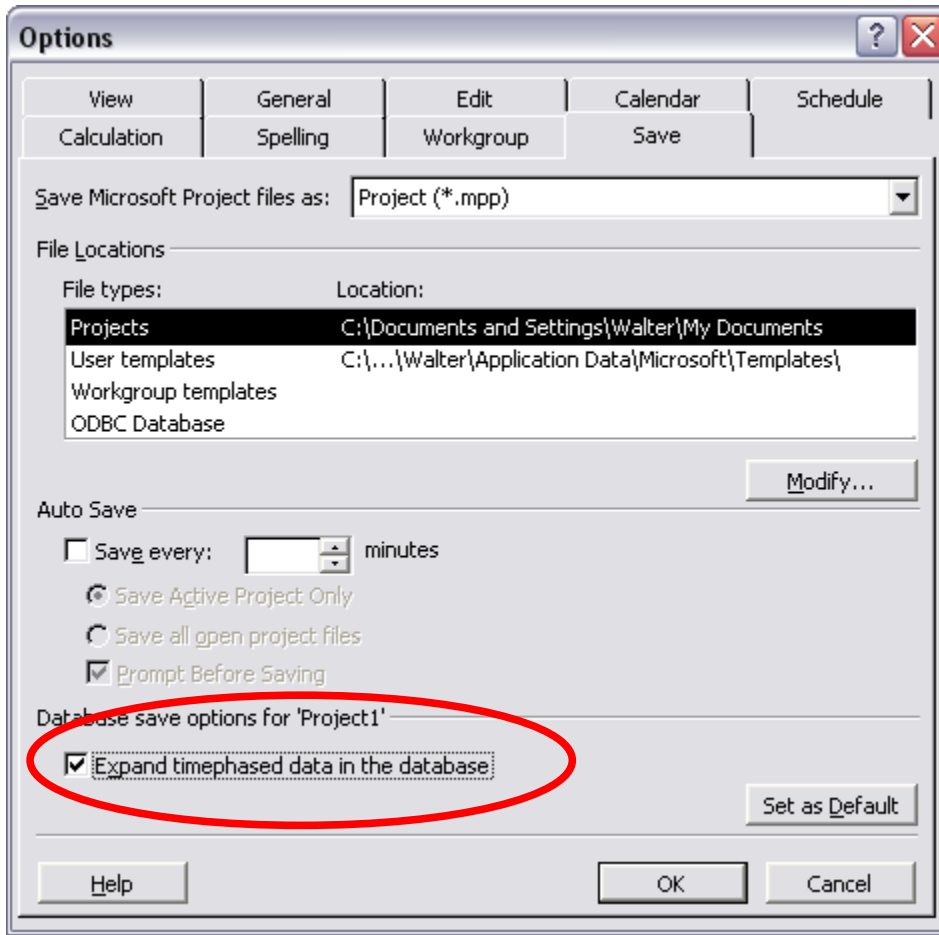 Options
View General Edit Calendar Schedule
Calculation Spelling Workgroup Save
Save Microsoft Project files as: Project (*.mpp)
File Locations
File types: Location:
Projects C:\Documents and Settings\Walter\My Documents
User templates C:\...\Walter\Application Data\Microsoft\Templates\
Workgroup templates
ODBC Database
Modify...
Auto Save
Save every: minutes
Save Active Project Only
Save all open project files
Prompt Before Saving
Database save options for 'Project1'
Expand timephased data in the database
Set as Default
Help OK Cancel